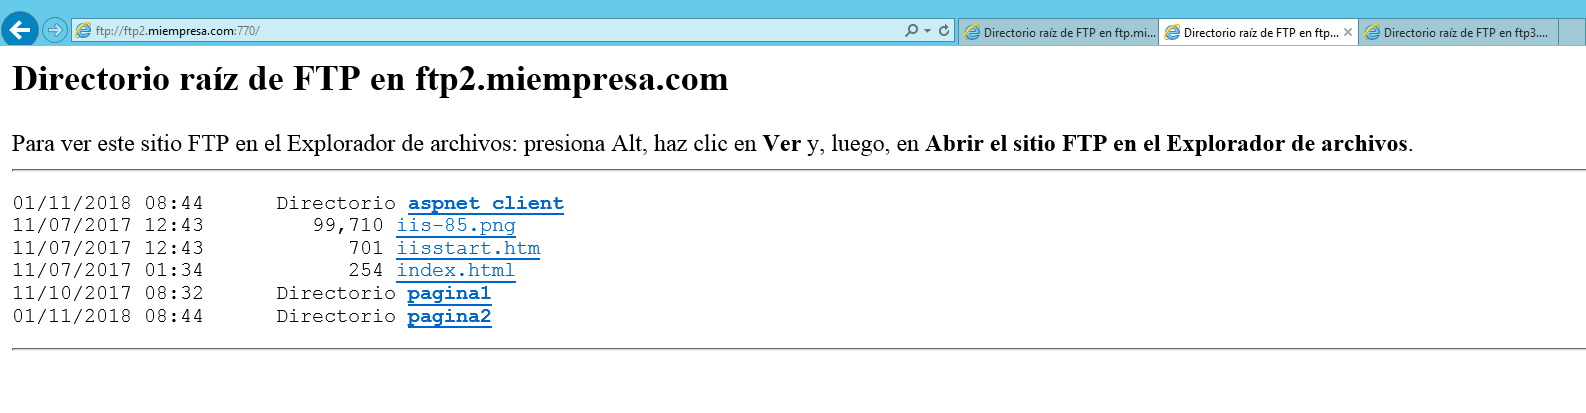 ftp://ftp2.miempresa.com:770/
Directorio raíz de FTP en ftp.mi...
Directorio raíz de FTP en ftp...
Directorio raíz de FTP en ftp3....
Directorio raíz de FTP en ftp2.miempresa.com
Para ver este sitio FTP en el Explorador de archivos: presiona Alt, haz clic en Ver y, luego, en Abrir el sitio FTP en el Explorador de archivos.
01/11/2018 08:44 Directorio aspnet_client
11/07/2017 12:43 99,710 iis-85.png
11/07/2017 12:43 701 iisstart.htm
11/07/2017 01:34 254 index.html
11/10/2017 08:32 Directorio pagina1
01/11/2018 08:44 Directorio pagina2